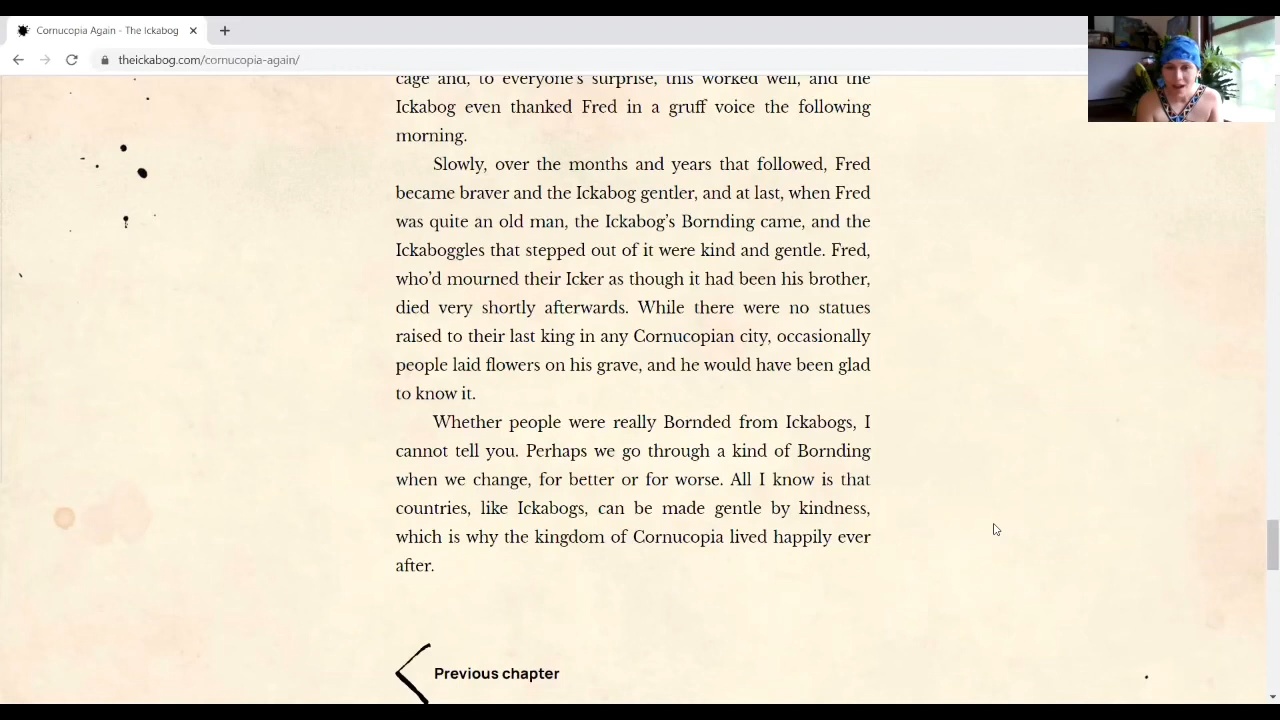 Cornucopia Again - The Ickabog
theickabog.com/cornucopia-again/
cage and, to everyone's surprise, this worked well, and the
Ickabog even thanked Fred in a gruff voice the following
morning.
Slowly, over the months and years that followed, Fred
became braver and the Ickabog gentler, and at last, when Fred
was quite an old man, the Ickabog’s Bornding came, and the
Ickaboggles that stepped out of it were kind and gentle. Fred,
who’d mourned their Icker as though it had been his brother,
died very shortly afterwards. While there were no statues
raised to their last king in any Cornucopian city, occasionally
people laid flowers on his grave, and he would have been glad
to know it.
Whether people were really Bornded from Ickabogs, I
cannot tell you. Perhaps we go through a kind of Bornding
when we change, for better or for worse. All I know is that
countries, like Ickabogs, can be made gentle by kindness,
which is why the kingdom of Cornucopia lived happily ever
after.
Previous chapter